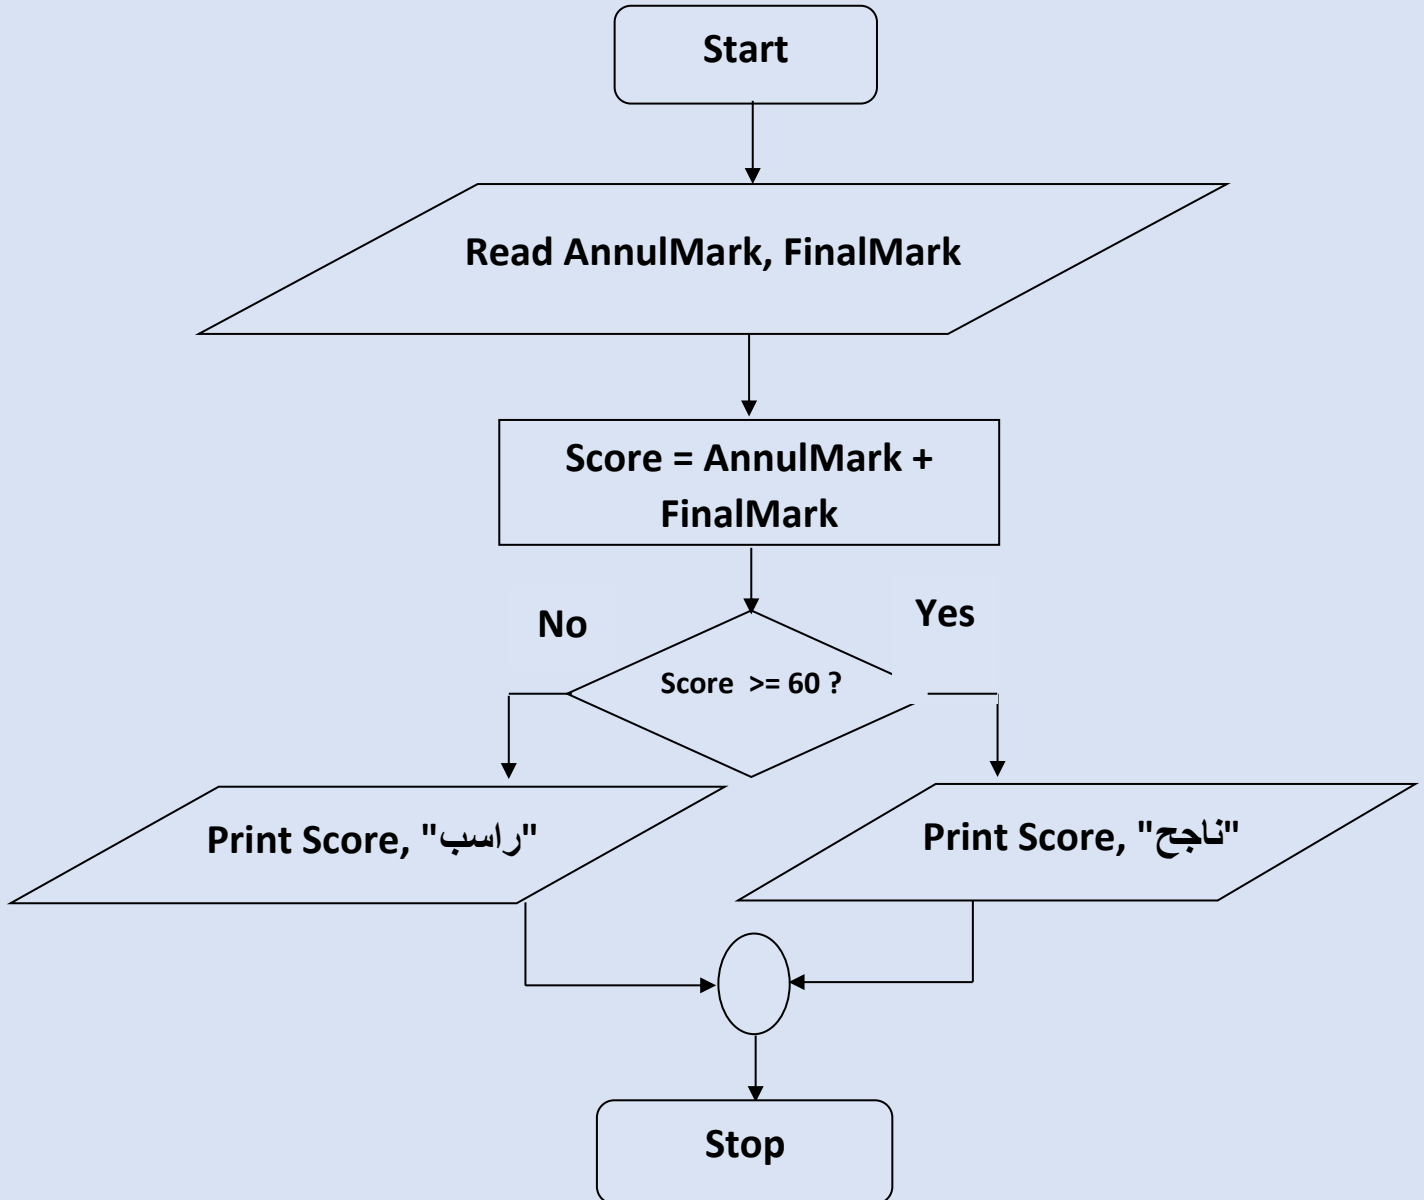 Start
Read AnnulMark, FinalMark
Score = AnnulMark +
FinalMark
No
Yes
Score >= 60 ?
Print Score, "راسب"
Print Score, "ناجح"
Stop